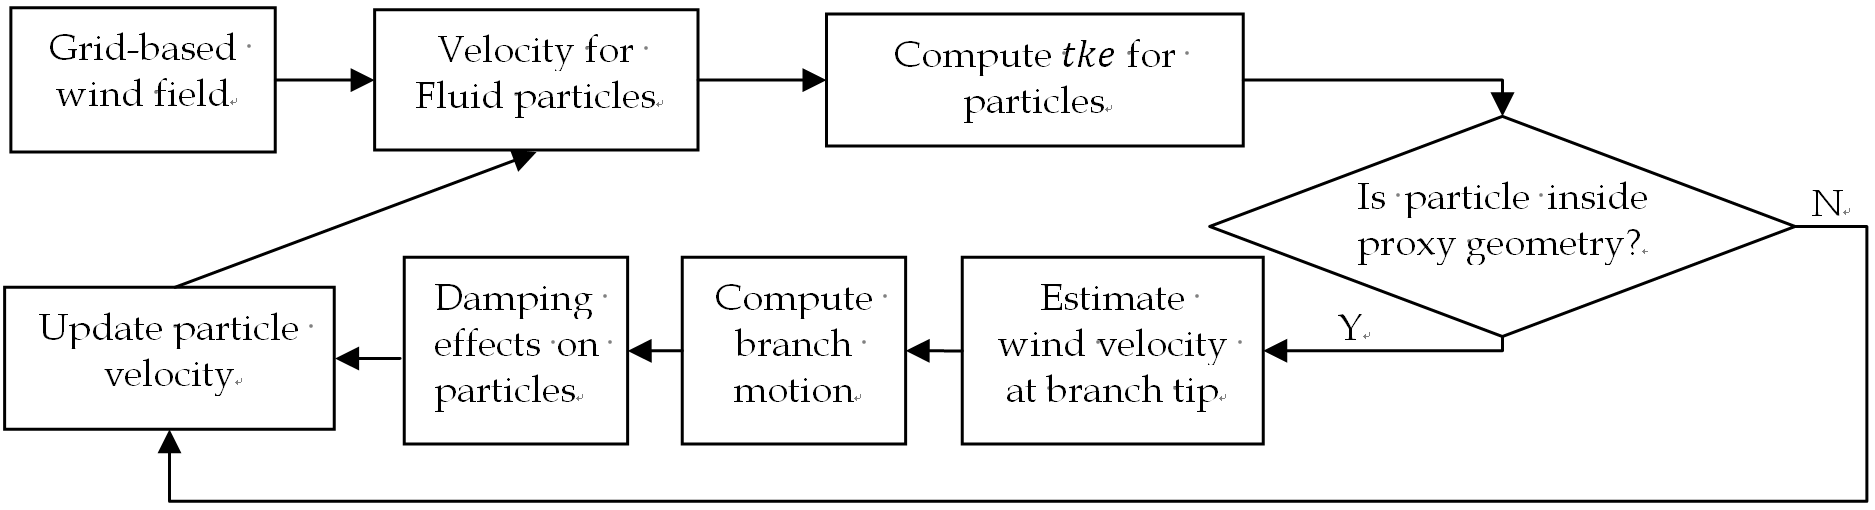 Grid-based
wind field
Velocity for
Fluid particles
Compute tke for
particles
Is particle inside
proxy geometry?
N
Y
Estimate
wind velocity
at branch tip
Compute
branch
motion
Damping
effects on
particles
Update particle
velocity